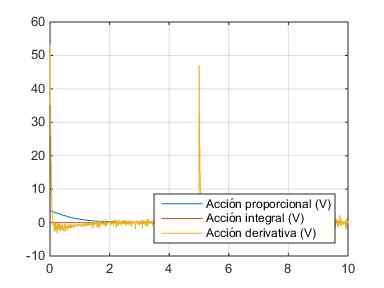 60
50
40
30
20
10
0
-10
0 2 4 6 8 10
Acción proporcional (V)
Acción integral (V)
Acción derivativa (V)